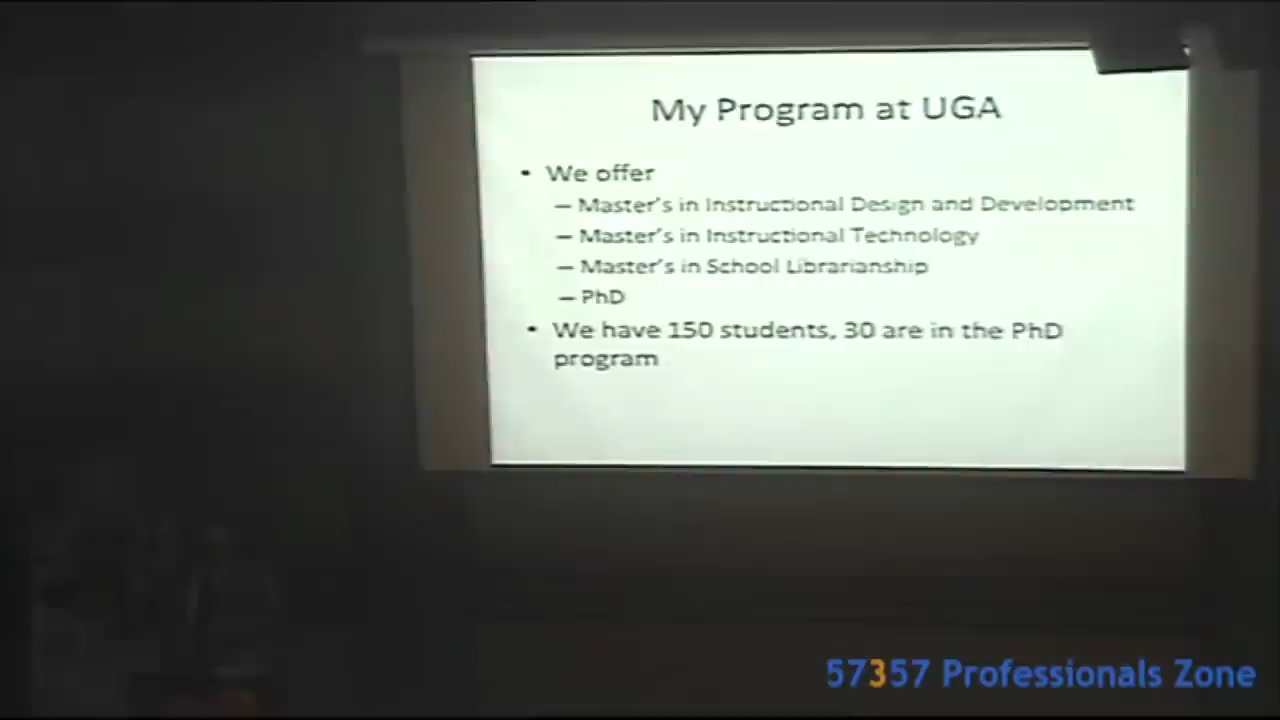 My Program at UGA
• We offer
– Master's in Instructional Design and Development
– Master's in Instructional Technology
– Master's in School Librarianship
– PhD
• We have 150 students, 30 are in the PhD
program
57357 Professionals Zone